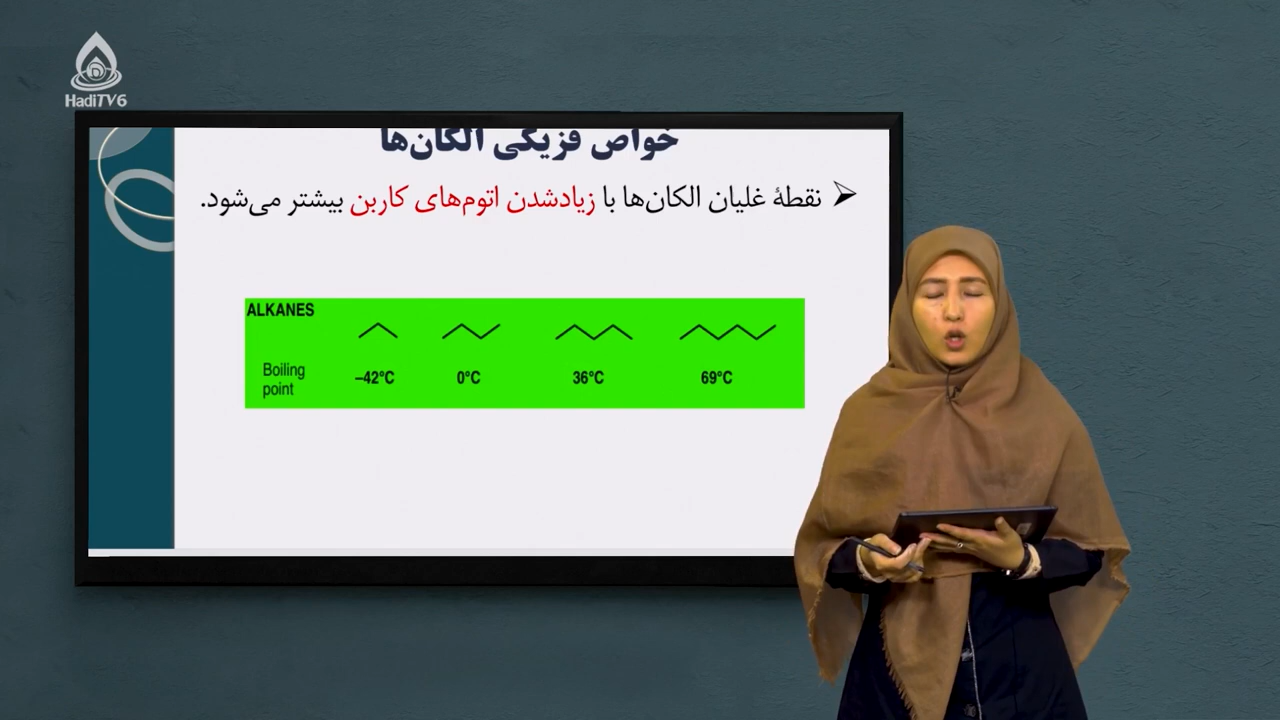 HadiTV6
خواص فزیکی الکان‌ها
نقطهٔ غلیان الکان‌ها با زیادشدن اتوم‌های کاربن بیشتر می‌شود.
ALKANES
Boiling
point
–42°C 0°C 36°C 69°C